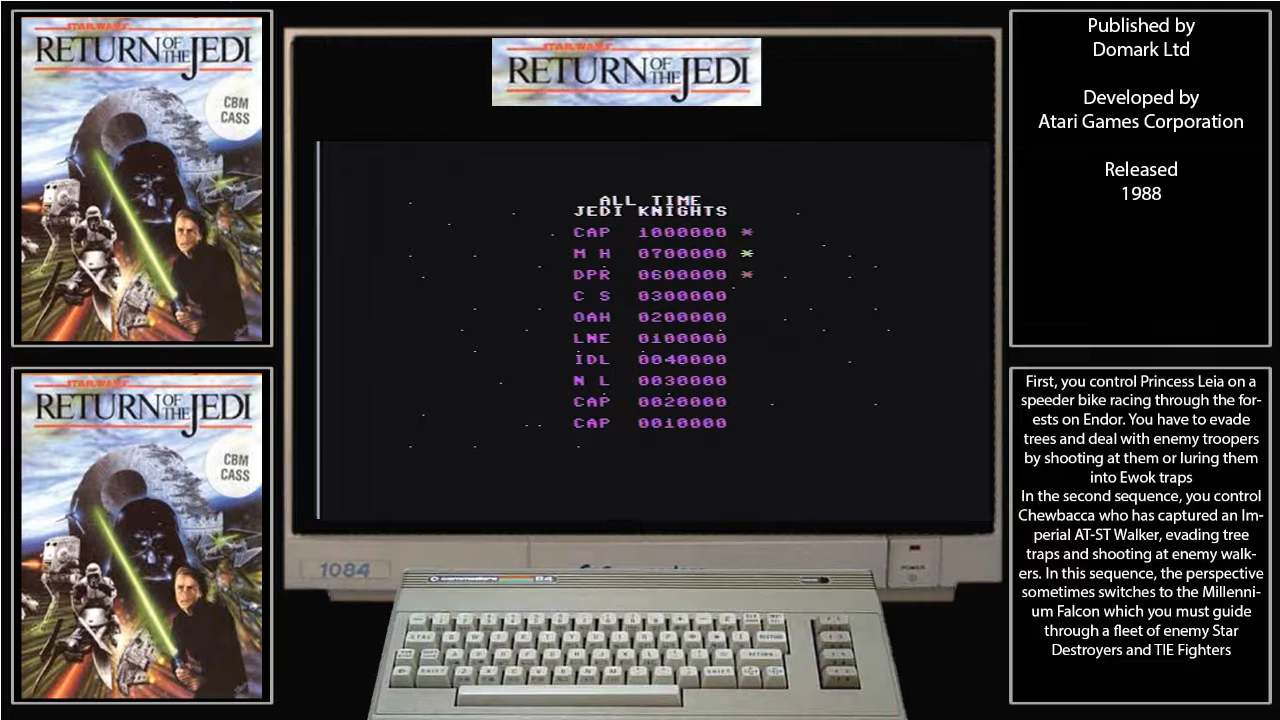 STAR WARS
RETURN OF THE JEDI
CBM
CASS
STAR WARS
RETURN OF THE JEDI
CBM
CASS
STAR WARS
RETURN OF THE JEDI
ALL TIME
JEDI KNIGHTS
CAP 1000000 *
M H 0700000 *
DPR 0600000 *
C S 0300000
OAH 0200000
LNE 0100000
IDL 0040000
N L 0030000
CAP 0020000
CAP 0010000
1084
POWER
commodore 64
Published by
Domark Ltd
Developed by
Atari Games Corporation
Released
1988
First, you control Princess Leia on a
speeder bike racing through the for-
ests on Endor. You have to evade
trees and deal with enemy troopers
by shooting at them or luring them
into Ewok traps
In the second sequence, you control
Chewbacca who has captured an Im-
perial AT-ST Walker, evading tree
traps and shooting at enemy walk-
ers. In this sequence, the perspective
sometimes switches to the Millenni-
um Falcon which you must guide
through a fleet of enemy Star
Destroyers and TIE Fighters